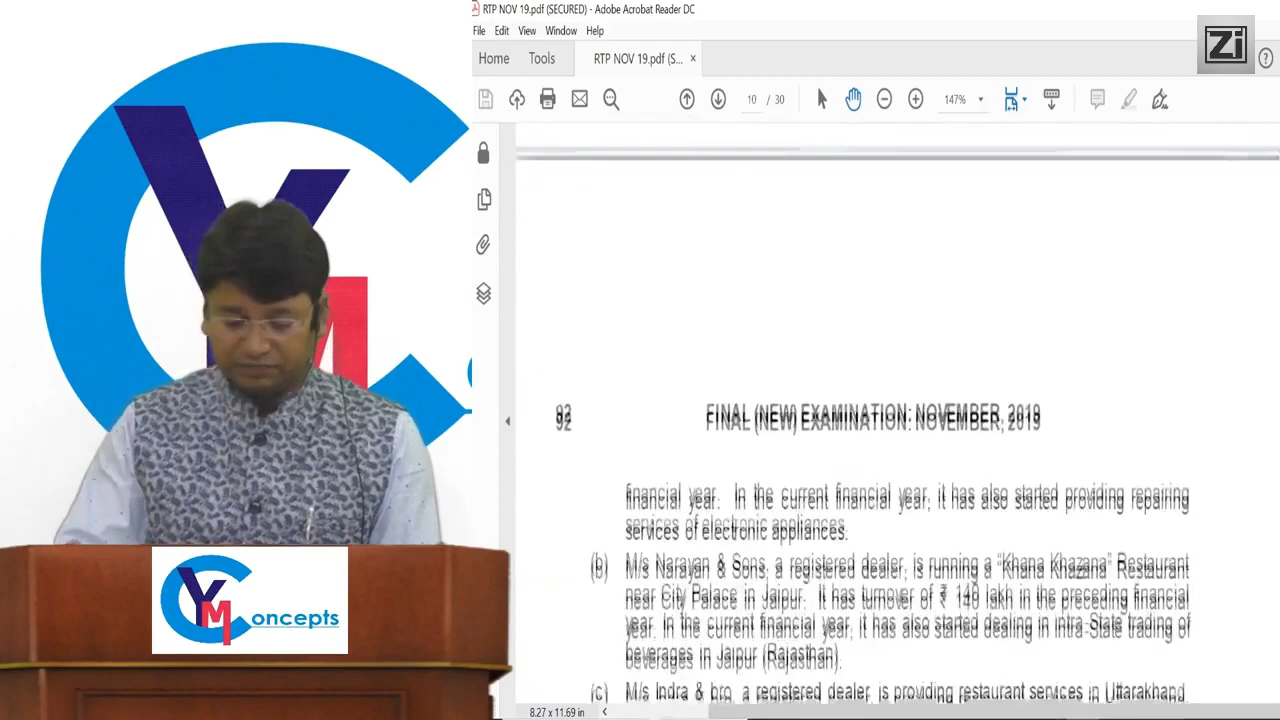 RTP NOV 19.pdf (SECURED) - Adobe Acrobat Reader DC
File Edit View Window Help
Zi
Home Tools RTP NOV 19.pdf (S... × ?
10 / 30 147%
92 FINAL (NEW) EXAMINATION: NOVEMBER, 2019
financial year. In the current financial year, it has also started providing repairing
services of electronic appliances.
(b) M/s Narayan & Sons, a registered dealer, is running a “Khana Khazana” Restaurant
near City Palace in Jaipur. It has turnover of ₹ 140 lakh in the preceding financial
year. In the current financial year, it has also started dealing in intra-State trading of
beverages in Jaipur (Rajasthan).
(c) M/s Indra & bro, a registered dealer, is providing restaurant services in Uttarakhand.
8.27 x 11.69 in
YM
YM
Concepts